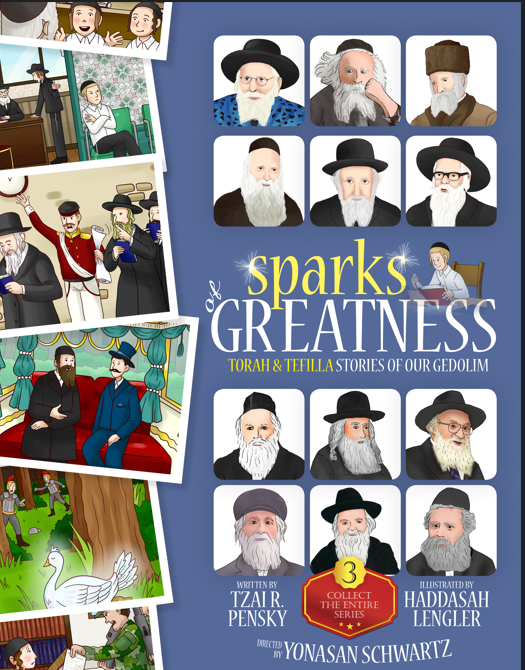 sparks
of
GREATNESS
TORAH & TEFILLA STORIES OF OUR GEDOLIM
WRITTEN BY
TZAI R.
PENSKY
3
COLLECT
THE ENTIRE
SERIES
ILLUSTRATED BY
HADDASAH
LENGLER
DIRECTED BY YONASAN SCHWARTZ